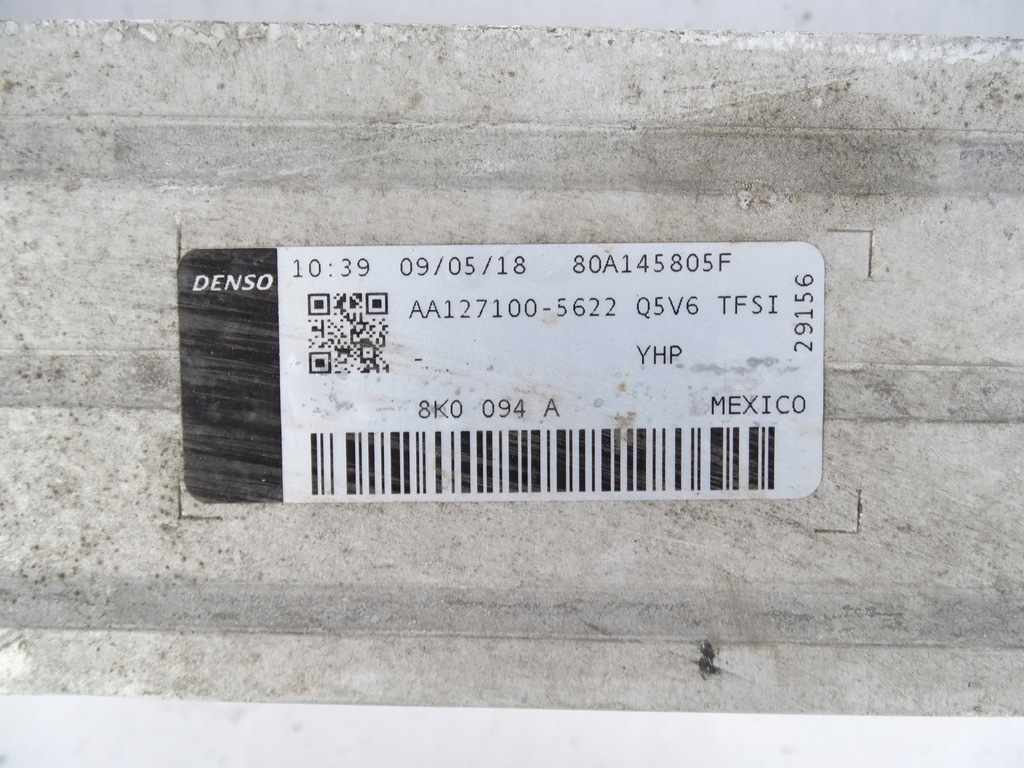 DENSO
10:39 09/05/18 80A145805F
AA127100-5622 Q5V6 TFSI
29156
- YHP
8K0 094 A MEXICO